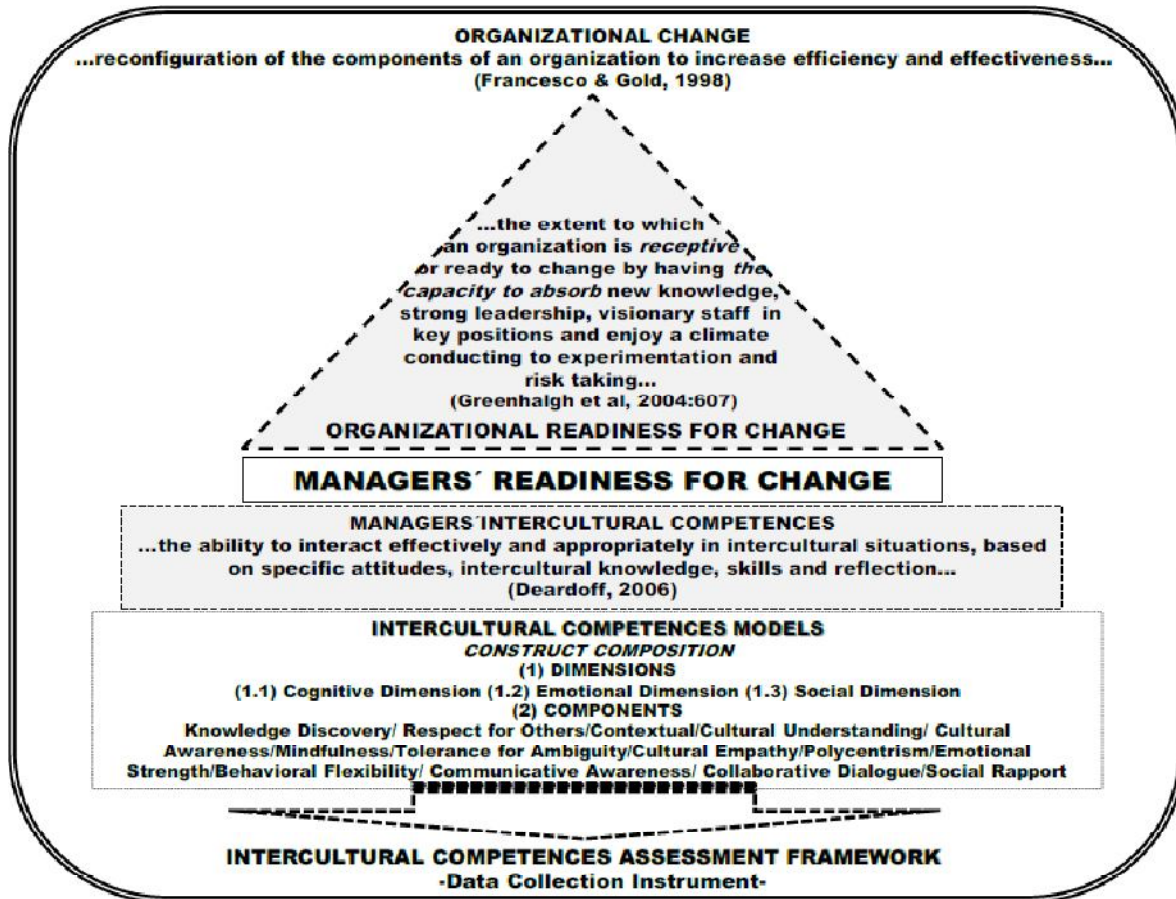 ORGANIZATIONAL CHANGE
...reconfiguration of the components of an organization to increase efficiency and effectiveness...
(Francesco & Gold, 1998)
...the extent to which
an organization is receptive
or ready to change by having the
capacity to absorb new knowledge,
strong leadership, visionary staff in
key positions and enjoy a climate
conducting to experimentation and
risk taking...
(Greenhalgh et al, 2004:607)
ORGANIZATIONAL READINESS FOR CHANGE
MANAGERS´ READINESS FOR CHANGE
MANAGERS´INTERCULTURAL COMPETENCES
...the ability to interact effectively and appropriately in intercultural situations, based
on specific attitudes, intercultural knowledge, skills and reflection...
(Deardoff, 2006)
INTERCULTURAL COMPETENCES MODELS
CONSTRUCT COMPOSITION
(1) DIMENSIONS
(1.1) Cognitive Dimension (1.2) Emotional Dimension (1.3) Social Dimension
(2) COMPONENTS
Knowledge Discovery/ Respect for Others/Contextual/Cultural Understanding/ Cultural
Awareness/Mindfulness/Tolerance for Ambiguity/Cultural Empathy/Polycentrism/Emotional
Strength/Behavioral Flexibility/ Communicative Awareness/ Collaborative Dialogue/Social Rapport
INTERCULTURAL COMPETENCES ASSESSMENT FRAMEWORK
-Data Collection Instrument-